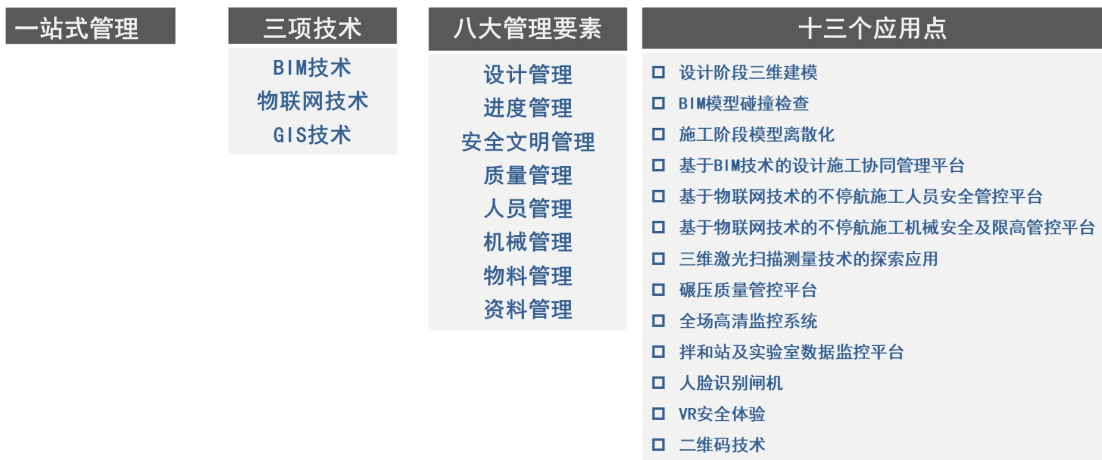 一站式管理
三项技术
BIM技术
物联网技术
GIS技术
八大管理要素
设计管理
进度管理
安全文明管理
质量管理
人员管理
机械管理
物料管理
资料管理
十三个应用点
设计阶段三维建模
BIM模型碰撞检查
施工阶段模型离散化
基于BIM技术的设计施工协同管理平台
基于物联网技术的不停航施工人员安全管控平台
基于物联网技术的不停航施工机械安全及限高管控平台
三维激光扫描测量技术的探索应用
碾压质量管控平台
全场高清监控系统
拌和站及实验室数据监控平台
人脸识别闸机
VR安全体验
二维码技术